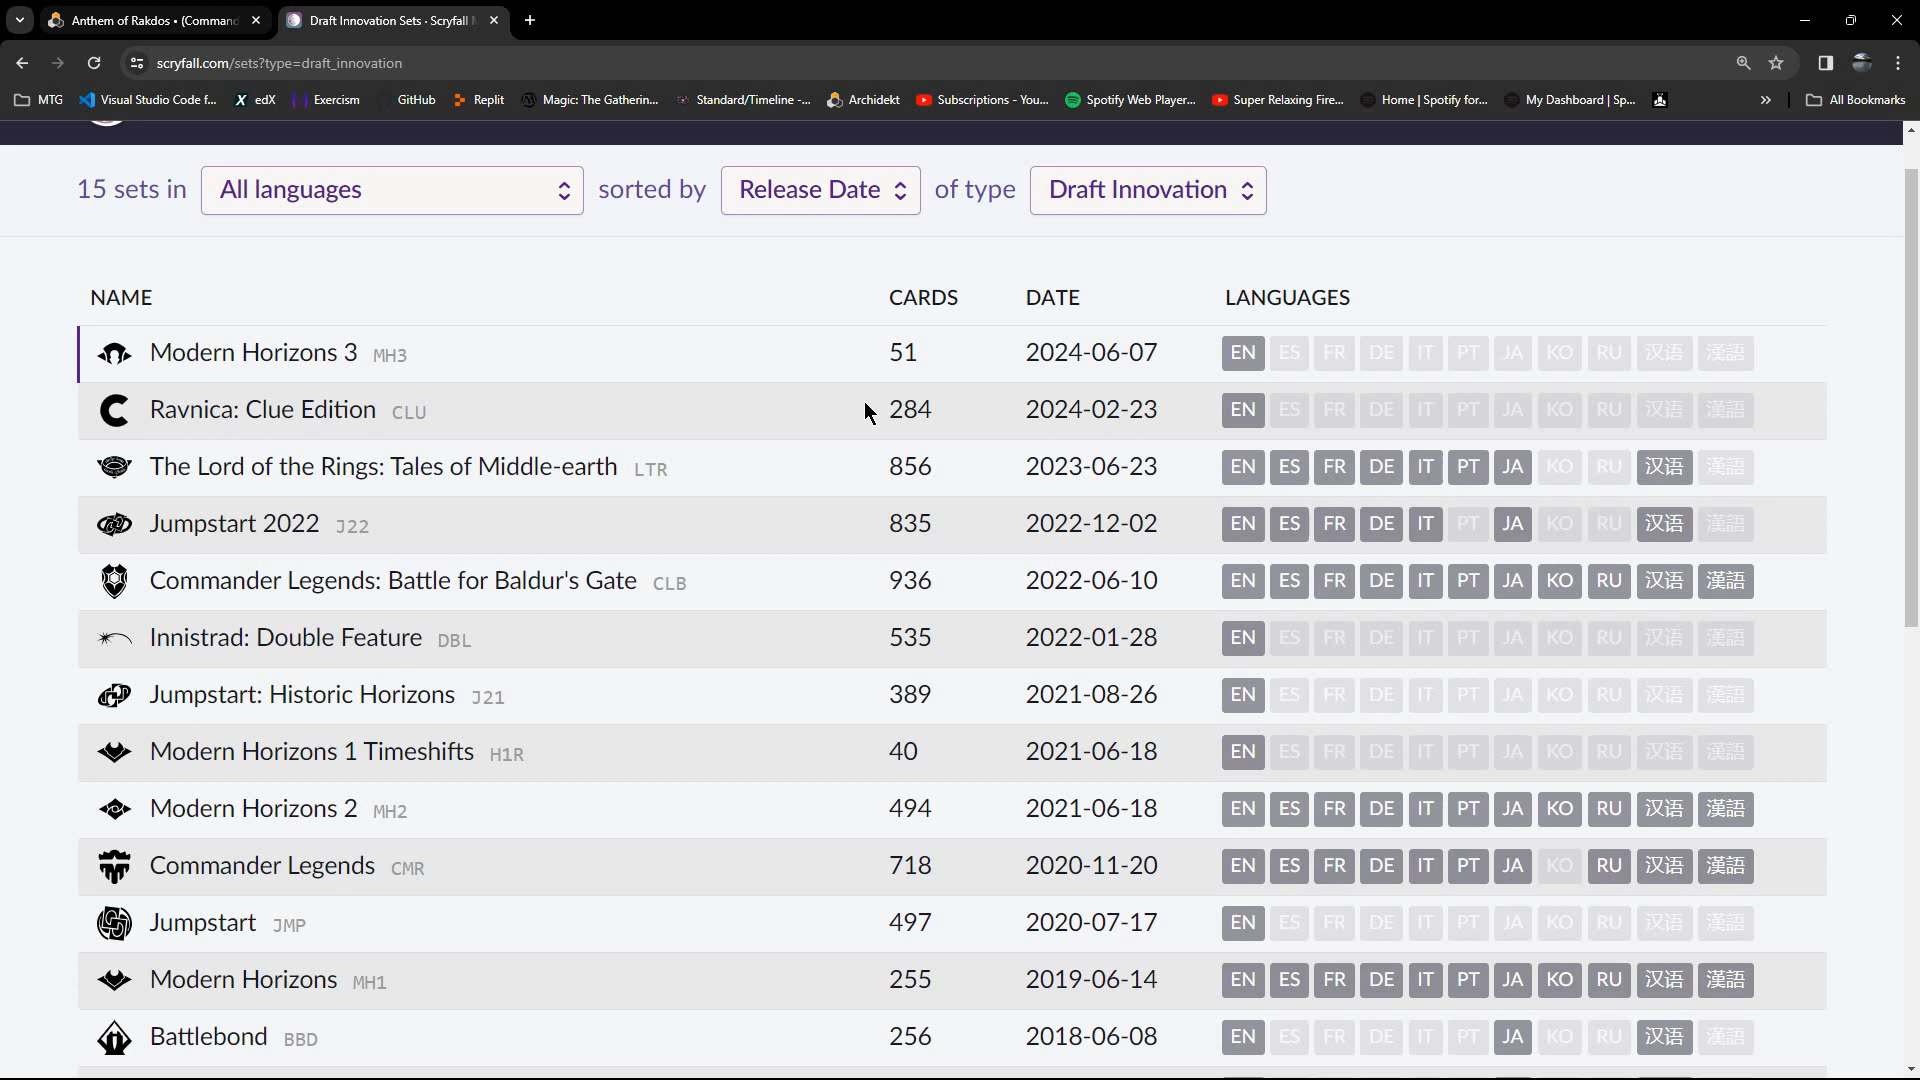 Anthem of Rakdos • (Comman
Draft Innovation Sets · Scryfall
scryfall.com/sets?type=draft_innovation
MTG Visual Studio Code f... edX Exercism GitHub Replit Magic: The Gatherin... Standard/Timeline -... Archidekt Subscriptions - You... Spotify Web Player... Super Relaxing Fire... Home | Spotify for... My Dashboard | Sp... » All Bookmarks
15 sets in All languages sorted by Release Date of type Draft Innovation
NAME CARDS DATE LANGUAGES
Modern Horizons 3 MH3 51 2024-06-07 EN ES FR DE IT PT JA KO RU 汉语 漢語
Ravnica: Clue Edition CLU 284 2024-02-23 EN ES FR DE IT PT JA KO RU 汉语 漢語
The Lord of the Rings: Tales of Middle-earth LTR 856 2023-06-23 EN ES FR DE IT PT JA KO RU 汉语 漢語
Jumpstart 2022 J22 835 2022-12-02 EN ES FR DE IT PT JA KO RU 汉语 漢語
Commander Legends: Battle for Baldur's Gate CLB 936 2022-06-10 EN ES FR DE IT PT JA KO RU 汉语 漢語
Innistrad: Double Feature DBL 535 2022-01-28 EN ES FR DE IT PT JA KO RU 汉语 漢語
Jumpstart: Historic Horizons J21 389 2021-08-26 EN ES FR DE IT PT JA KO RU 汉语 漢語
Modern Horizons 1 Timeshifts H1R 40 2021-06-18 EN ES FR DE IT PT JA KO RU 汉语 漢語
Modern Horizons 2 MH2 494 2021-06-18 EN ES FR DE IT PT JA KO RU 汉语 漢語
Commander Legends CMR 718 2020-11-20 EN ES FR DE IT PT JA KO RU 汉语 漢語
Jumpstart JMP 497 2020-07-17 EN ES FR DE IT PT JA KO RU 汉语 漢語
Modern Horizons MH1 255 2019-06-14 EN ES FR DE IT PT JA KO RU 汉语 漢語
Battlebond BBD 256 2018-06-08 EN ES FR DE IT PT JA KO RU 汉语 漢語